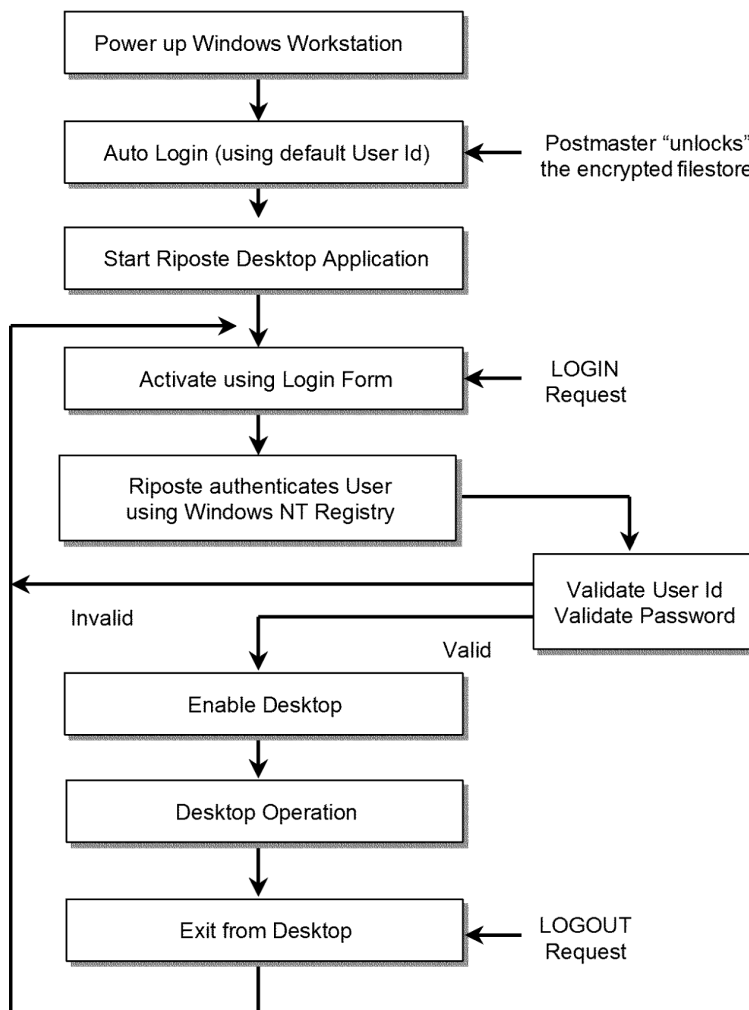 Power up Windows Workstation
Auto Login (using default User Id)
Postmaster “unlocks”
the encrypted filestore
Start Riposte Desktop Application
Activate using Login Form
LOGIN
Request
Riposte authenticates User
using Windows NT Registry
Validate User Id
Validate Password
Invalid
Valid
Enable Desktop
Desktop Operation
Exit from Desktop
LOGOUT
Request